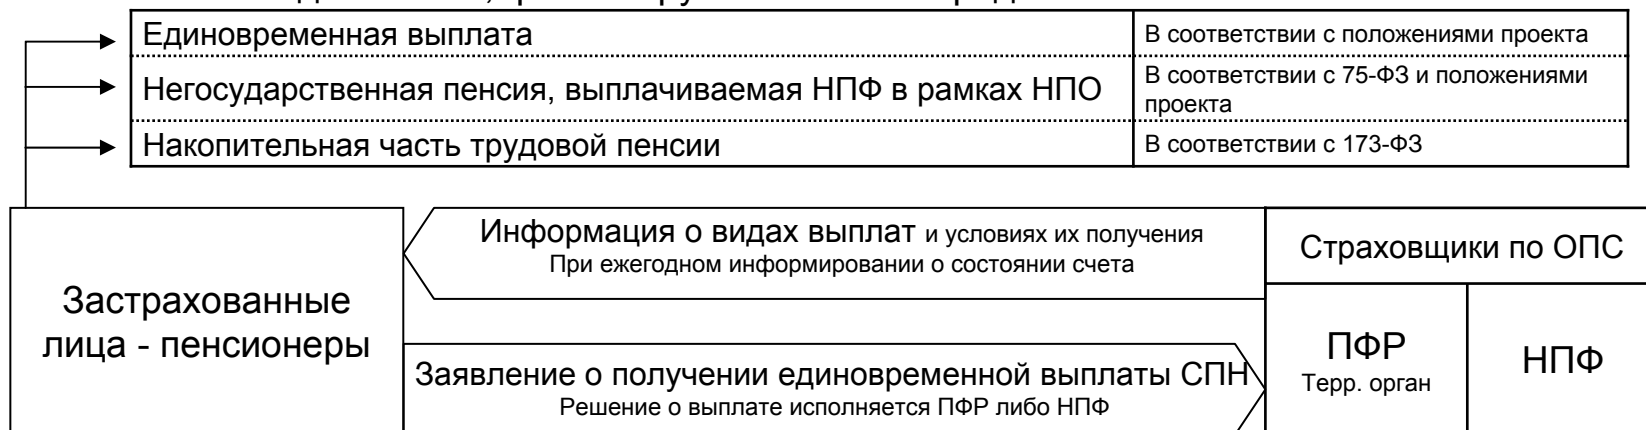 Единовременная выплата
В соответствии с положениями проекта
Негосударственная пенсия, выплачиваемая НПФ в рамках НПО
В соответствии с 75-ФЗ и положениями
проекта
Накопительная часть трудовой пенсии
В соответствии с 173-ФЗ
Информация о видах выплат и условиях их получения
При ежегодном информировании о состоянии счета
Страховщики по ОПС
Застрахованные
лица - пенсионеры
ПФР
Терр. орган
НПФ
Заявление о получении единовременной выплаты СПН
Решение о выплате исполняется ПФР либо НПФ